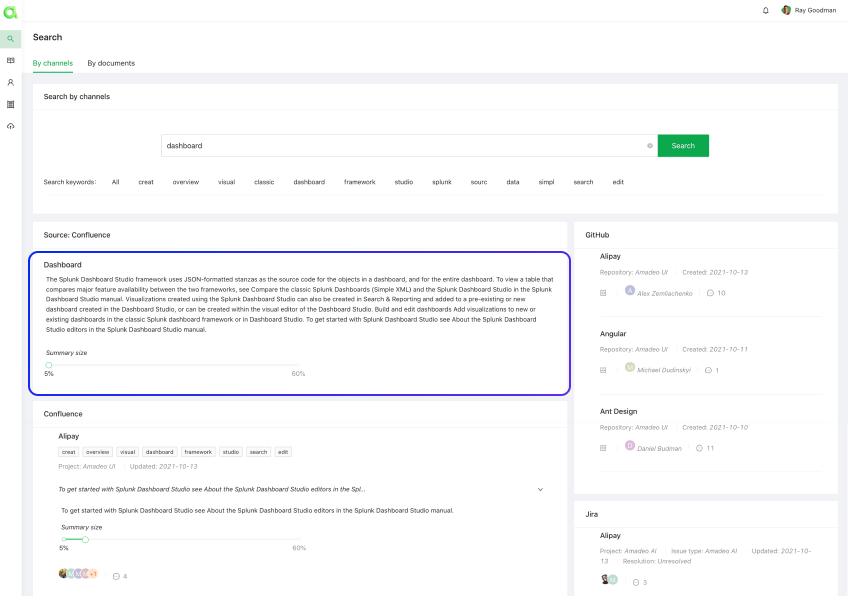 Ray Goodman
Search
By channels By documents
Search by channels
dashboard Search
Search keywords: All creat overview visual classic dashboard framework studio splunk sourc data simpl search edit
Source: Confluence
Dashboard
The Splunk Dashboard Studio framework uses JSON-formatted stanzas as the source code for the objects in a dashboard, and for the entire dashboard. To view a table that
compares major feature availability between the two frameworks, see Compare the classic Splunk Dashboards (Simple XML) and the Splunk Dashboard Studio in the Splunk
Dashboard Studio manual. Visualizations created using the Splunk Dashboard Studio can also be created in Search & Reporting and added to a pre-existing or new
dashboard created in the Dashboard Studio, or can be created within the visual editor of the Dashboard Studio. Build and edit dashboards Add visualizations to new or
existing dashboards in the classic Splunk dashboard framework or in Dashboard Studio. To get started with Splunk Dashboard Studio see About the Splunk Dashboard
Studio editors in the Splunk Dashboard Studio manual.
Summary size
5% 60%
Confluence
Alipay
creat overview visual dashboard framework studio search edit
Project: Amadeo UI Updated: 2021-10-13
To get started with Splunk Dashboard Studio see About the Splunk Dashboard Studio editors in the Spl...
To get started with Splunk Dashboard Studio see About the Splunk Dashboard Studio editors in the Splunk Dashboard Studio manual.
Summary size
5% 60%
+1 4
GitHub
Alipay
Repository: Amadeo UI Created: 2021-10-13
A Alex Zemliachenko 10
Angular
Repository: Amadeo UI Created: 2021-10-11
M Michael Dudinskyi 1
Ant Design
Repository: Amadeo UI Created: 2021-10-10
D Daniel Budman 11
Jira
Alipay
Project: Amadeo AI Issue type: Amadeo AI Updated: 2021-10-
13 Resolution: Unresolved
3